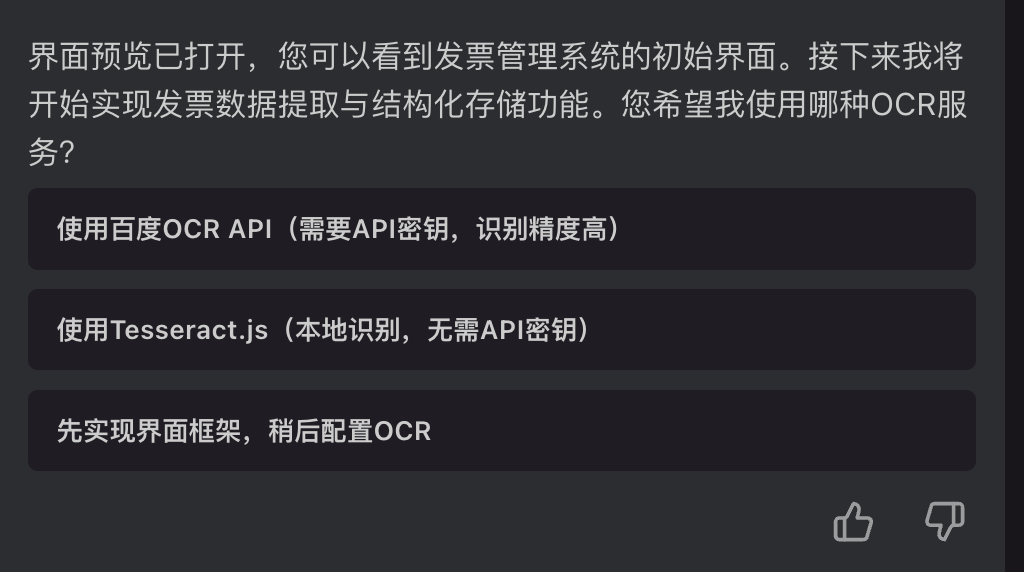 界面预览已打开，您可以看到发票管理系统的初始界面。接下来我将
开始实现发票数据提取与结构化存储功能。您希望我使用哪种OCR服
务？
使用百度OCR API（需要API密钥，识别精度高）
使用Tesseract.js（本地识别，无需API密钥）
先实现界面框架，稍后配置OCR